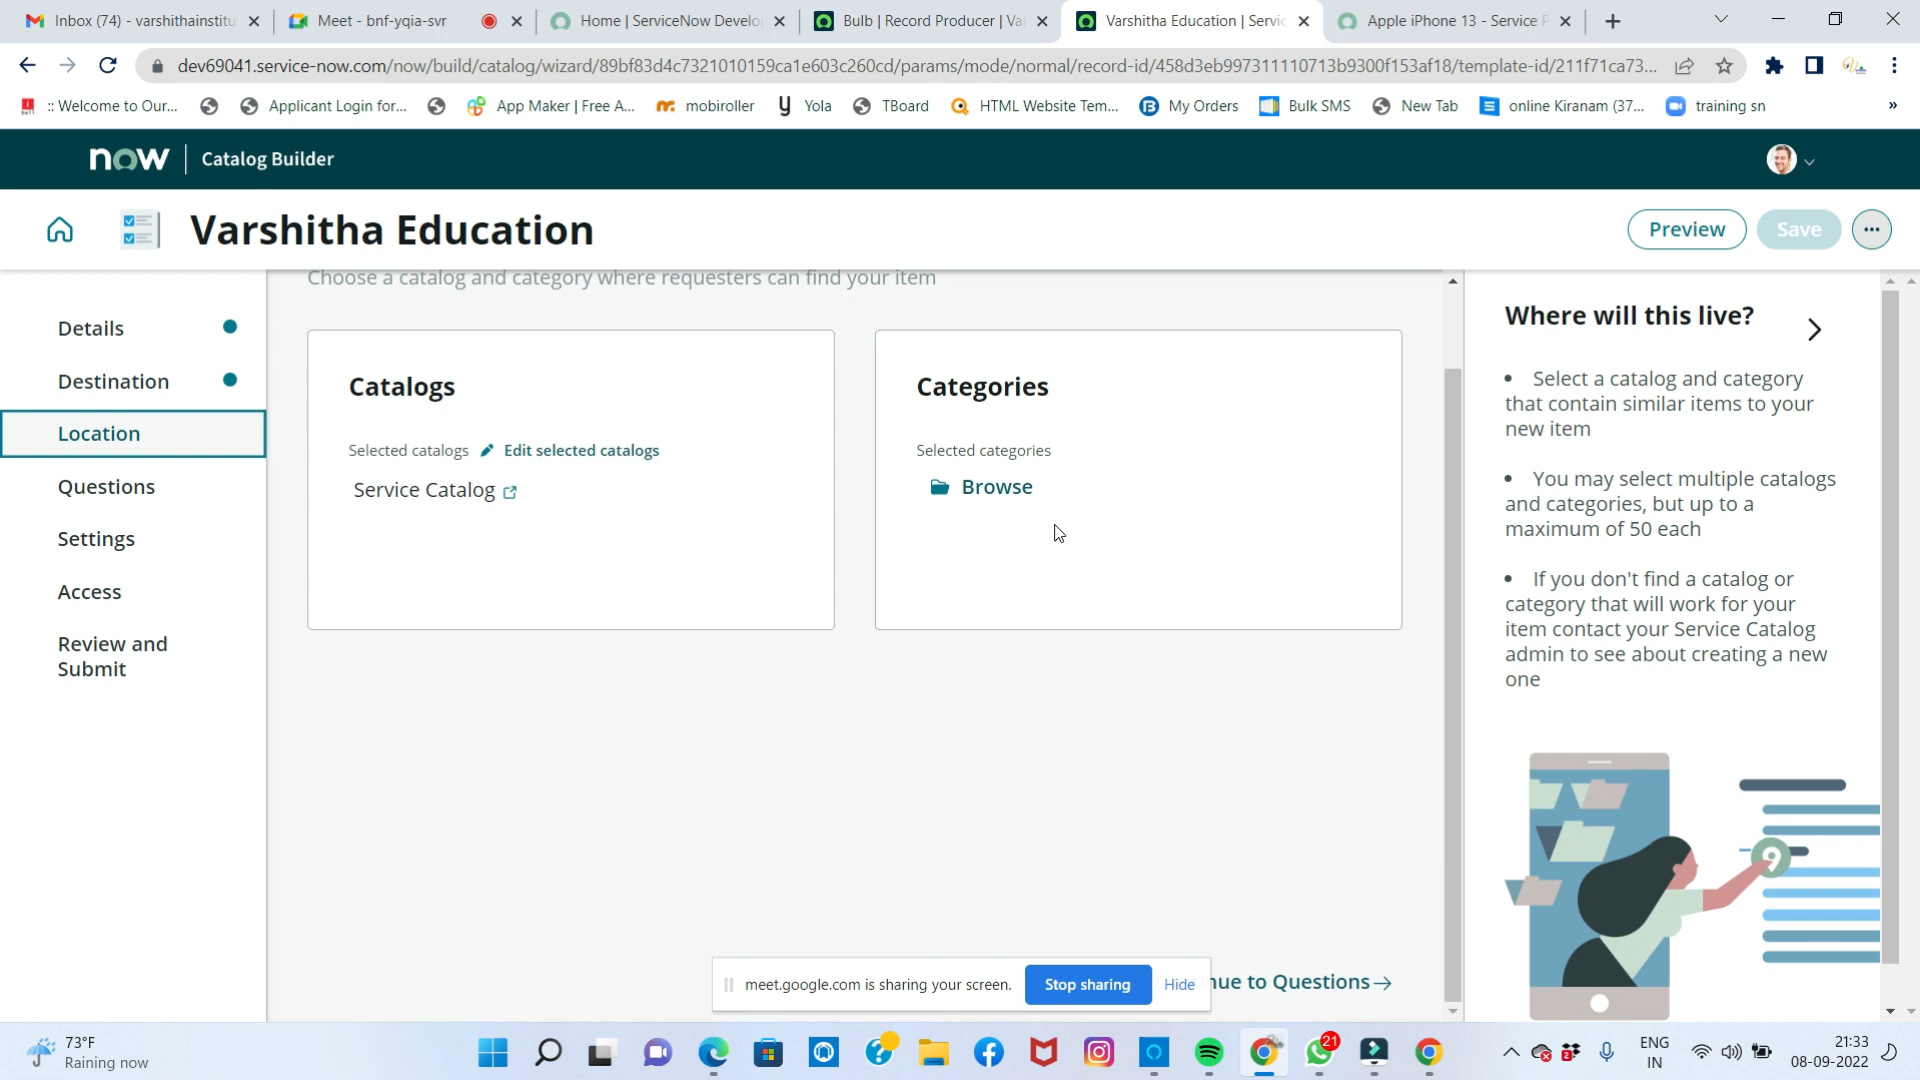 Inbox (74) - varshithainstitu
Meet - bnf-yqia-svr
Home | ServiceNow Develo
Bulb | Record Producer | Va
Varshitha Education | Servic
Apple iPhone 13 - Service P
dev69041.service-now.com/now/build/catalog/wizard/89bf83d4c7321010159ca1e603c260cd/params/mode/normal/record-id/458d3eb997311110713b9300f153af18/template-id/211f71ca73...
:: Welcome to Our...
Applicant Login for...
App Maker | Free A...
mobiroller
Yola
TBoard
HTML Website Tem...
My Orders
Bulk SMS
New Tab
online Kiranam (37...
training sn
»
now
Catalog Builder
Varshitha Education
Preview
Save
Details
Destination
Location
Questions
Settings
Access
Review and
Submit
Choose a catalog and category where requesters can find your item
Catalogs
Selected catalogs
Edit selected catalogs
Service Catalog
Categories
Selected categories
Browse
Where will this live?
• Select a catalog and category
that contain similar items to your
new item
• You may select multiple catalogs
and categories, but up to a
maximum of 50 each
• If you don't find a catalog or
category that will work for your
item contact your Service Catalog
admin to see about creating a new
one
meet.google.com is sharing your screen.
Stop sharing
Hide
nue to Questions
73°F
Raining now
21
ENG
IN
21:33
08-09-2022